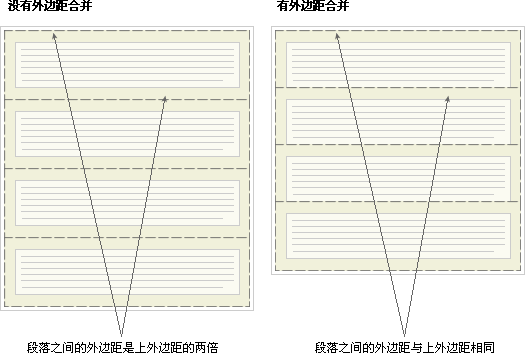 没有外边距合并
有外边距合并
段落之间的外边距是上外边距的两倍
段落之间的外边距与上外边距相同